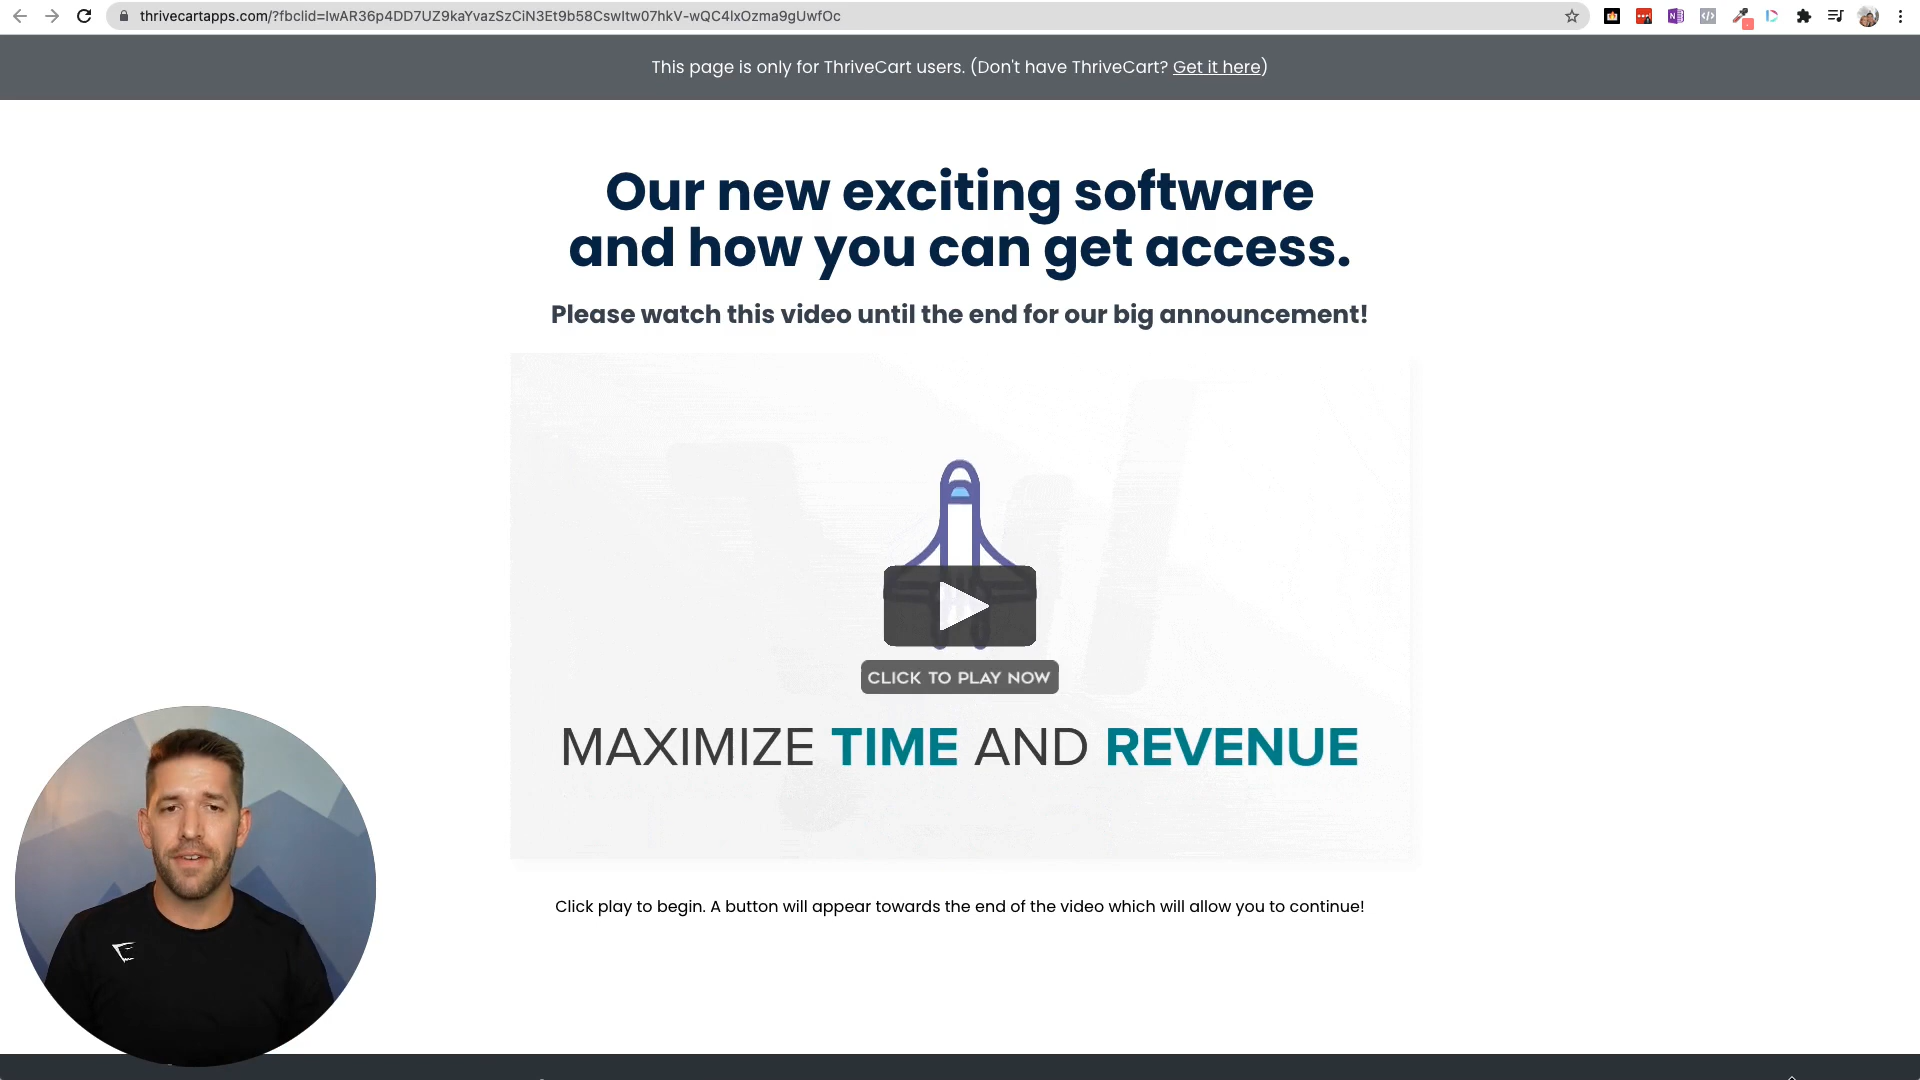 thrivecartapps.com/?fbclid=IwAR36p4DD7UZ9kaYvazSzCiN3Et9b58CswItw07hkV-wQC4lxOzma9gUwfOc
This page is only for ThriveCart users. (Don't have ThriveCart? Get it here)
Our new exciting software
and how you can get access.
Please watch this video until the end for our big announcement!
CLICK TO PLAY NOW
MAXIMIZE TIME AND REVENUE
Click play to begin. A button will appear towards the end of the video which will allow you to continue!